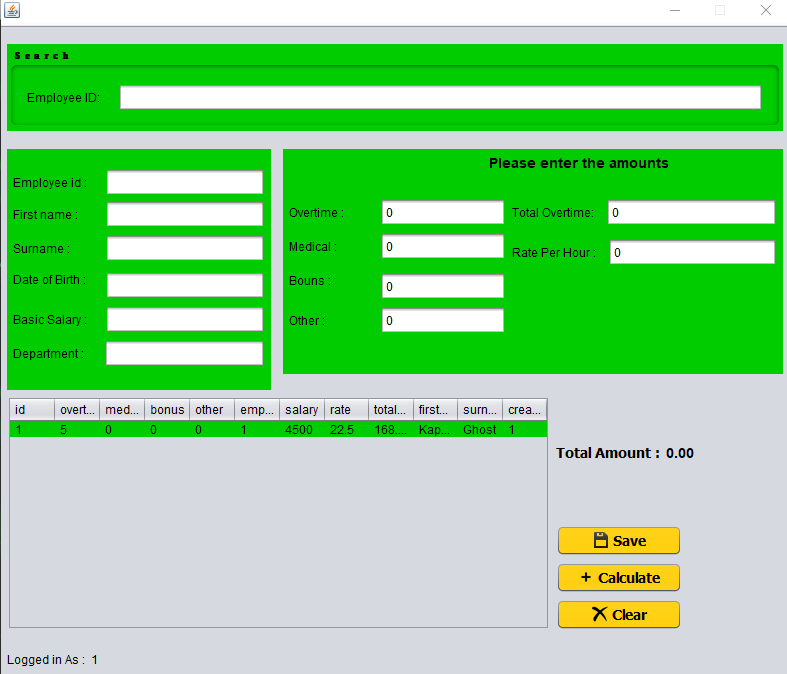 Search
Employee ID:
Please enter the amounts
Employee id :
First name :
Surname :
Date of Birth :
Basic Salary :
Department :
Overtime : 0 Total Overtime: 0
Medical : 0 Rate Per Hour : 0
Bouns : 0
Other : 0
id overt... med... bonus other emp... salary rate total... first... surn... crea...
1 5 0 0 0 1 4500 22.5 168.... Kap... Ghost 1
Total Amount : 0.00
Save
+ Calculate
Clear
Logged in As : 1